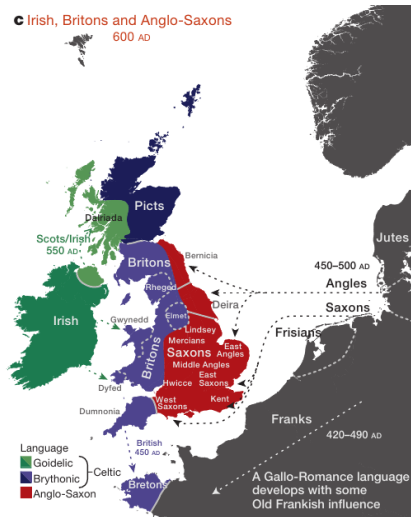 c Irish, Britons and Anglo-Saxons
600 AD
Picts
Dalriada
Scots/Irish
550 AD
Britons
Bernicia
Jutes
450–500 AD
Angles
Saxons
Rheged
Deira
Irish
Gwynedd
Elmet
Frisians
Lindsey
Mercians
Saxons
East
Angles
Britons
Middle Angles
East
Saxons
Hwicce
Dyfed
West
Saxons
Kent
Dumnonia
Franks
British
450 AD
420–490 AD
Language
Goidelic
Brythonic
Celtic
Anglo-Saxon
Bretons
A Gallo-Romance language
develops with some
Old Frankish influence